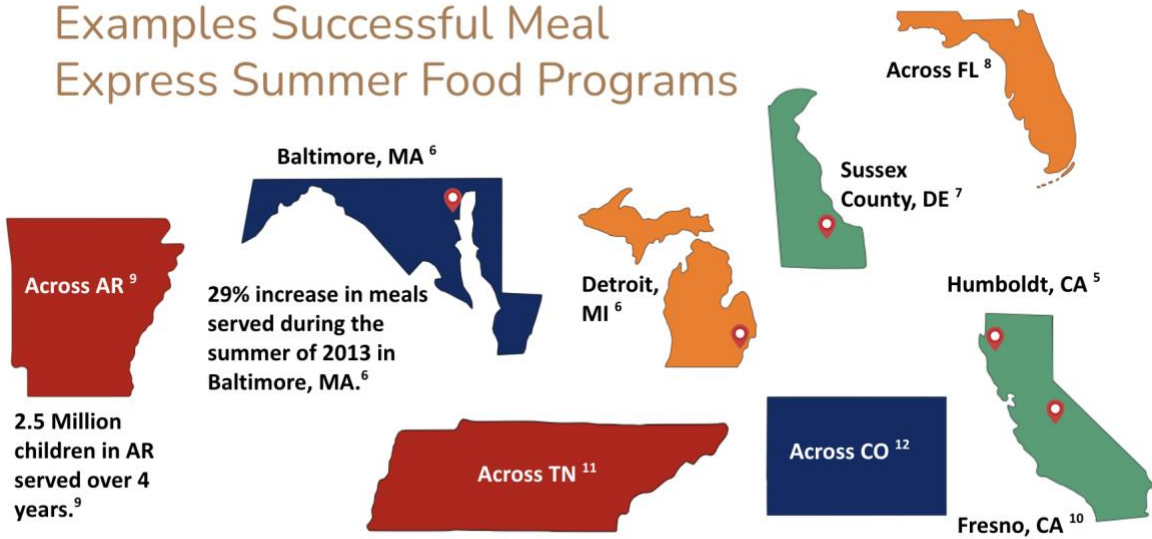 Examples Successful Meal
Express Summer Food Programs
Across FL 8
Baltimore, MA 6
Sussex
County, DE 7
Across AR 9
29% increase in meals
served during the
summer of 2013 in
Baltimore, MA.6
Detroit,
MI 6
Humboldt, CA 5
2.5 Million
children in AR
served over 4
years.9
Across TN 11
Across CO 12
Fresno, CA 10